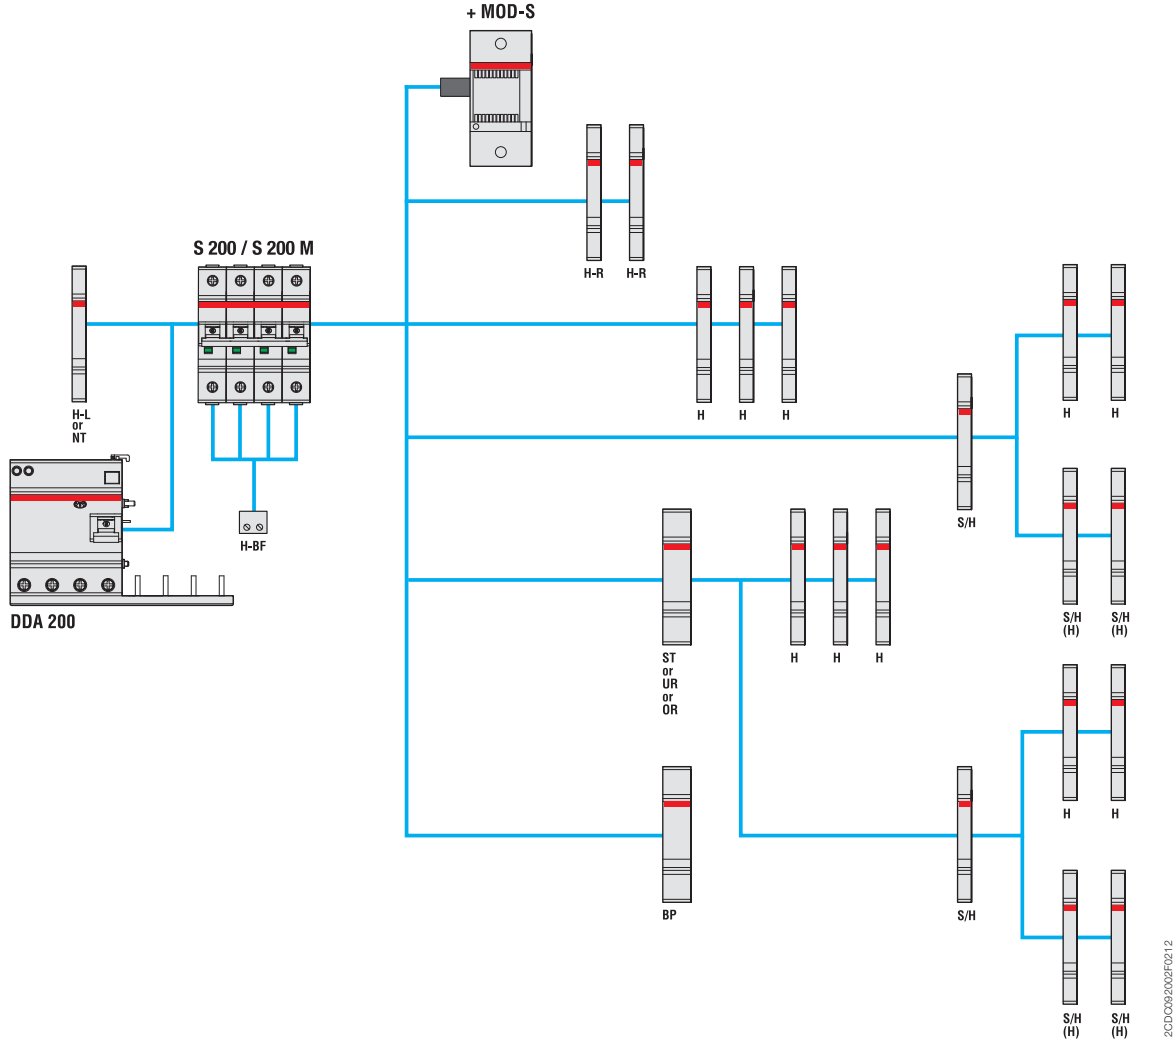 + MOD-S
H-R
H-R
S 200 / S 200 M
H-L
or
NT
H
H
H
H
H
S/H
H-BF
DDA 200
S/H
(H)
S/H
(H)
ST
or
UR
or
OR
H
H
H
H
H
BP
S/H
S/H
(H)
S/H
(H)
2CDC092002F0212